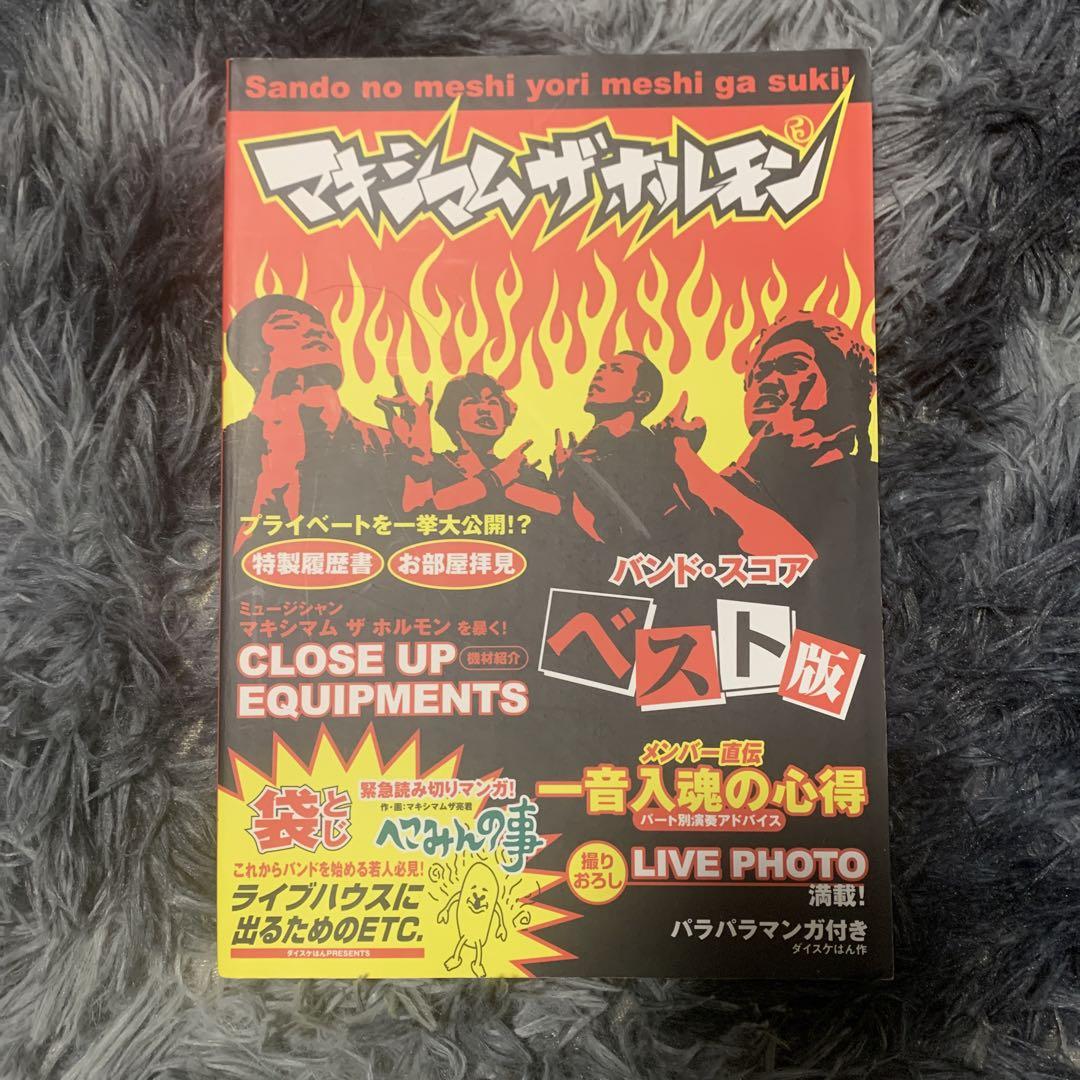 Sando no meshi yori meshi ga suki!
マキシマム ザ ホルモン
プライベートを一挙大公開!?
特製履歴書 お部屋拝見
ミュージシャン
マキシマム ザ ホルモン を暴く!
CLOSE UP 機材紹介
EQUIPMENTS
バンド・スコア
ベスト版
袋とじ
緊急読み切りマンガ!
作・画:マキシマムザ亮君
へこみんの事
これからバンドを始める若人必見!
ライブハウスに
出るためのETC.
ダイスケはんPRESENTS
メンバー直伝
一音入魂の心得
パート別演奏アドバイス
撮りおろし LIVE PHOTO
満載!
パラパラマンガ付き
ダイスケはん作